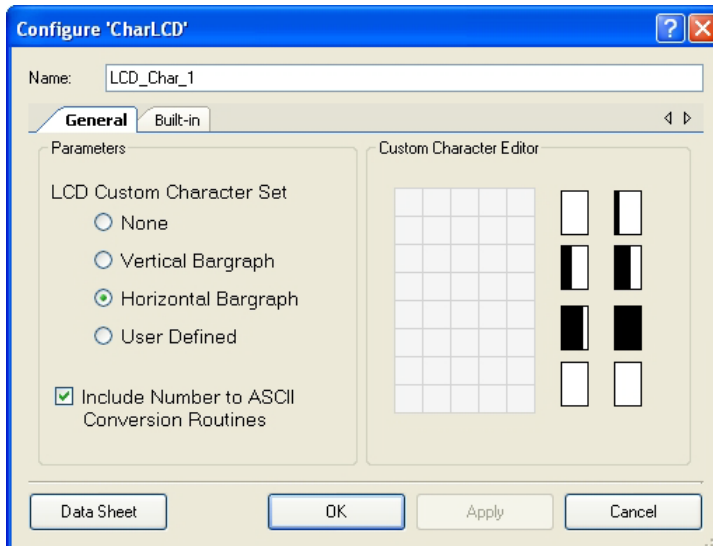 Configure 'CharLCD'
Name: LCD_Char_1
General Built-in
Parameters
LCD Custom Character Set
None
Vertical Bargraph
Horizontal Bargraph
User Defined
Include Number to ASCII
Conversion Routines
Custom Character Editor
Data Sheet OK Apply Cancel